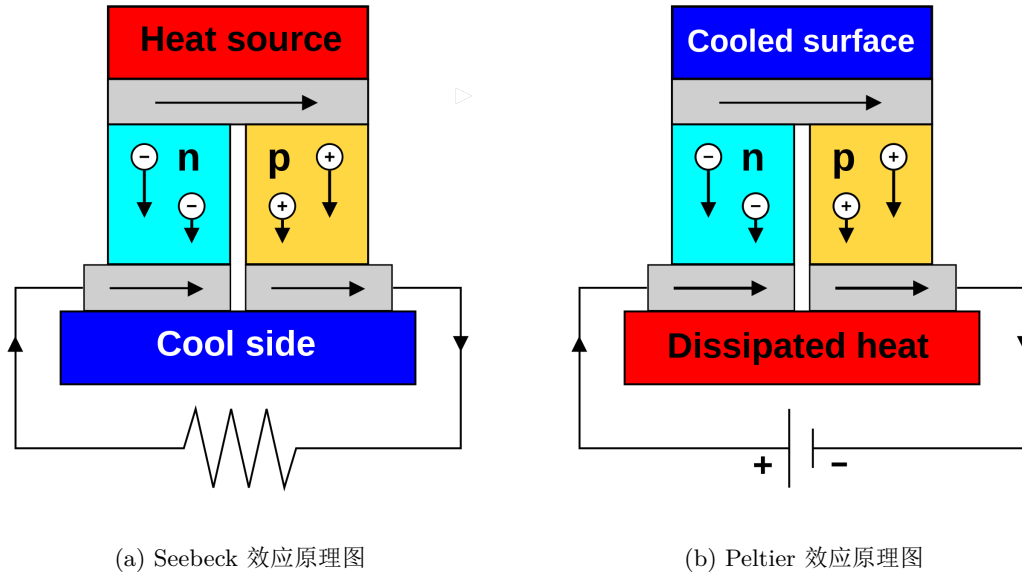 Heat source
n
p
− + − +
Cool side
(a) Seebeck 效应原理图
Cooled surface
n
p
− + − +
Dissipated heat
+ −
(b) Peltier 效应原理图